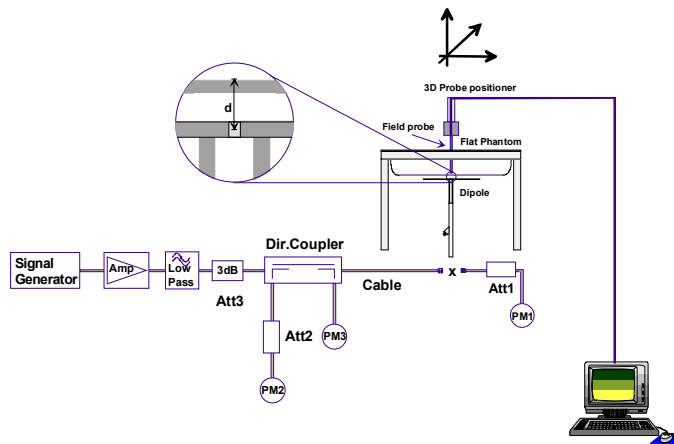 3D Probe positioner
d
Field probe
Flat Phantom
Dipole
Signal
Generator
Amp
Low
Pass
3dB
Att3
Dir.Coupler
Cable
x
Att1
PM1
Att2
PM3
PM2